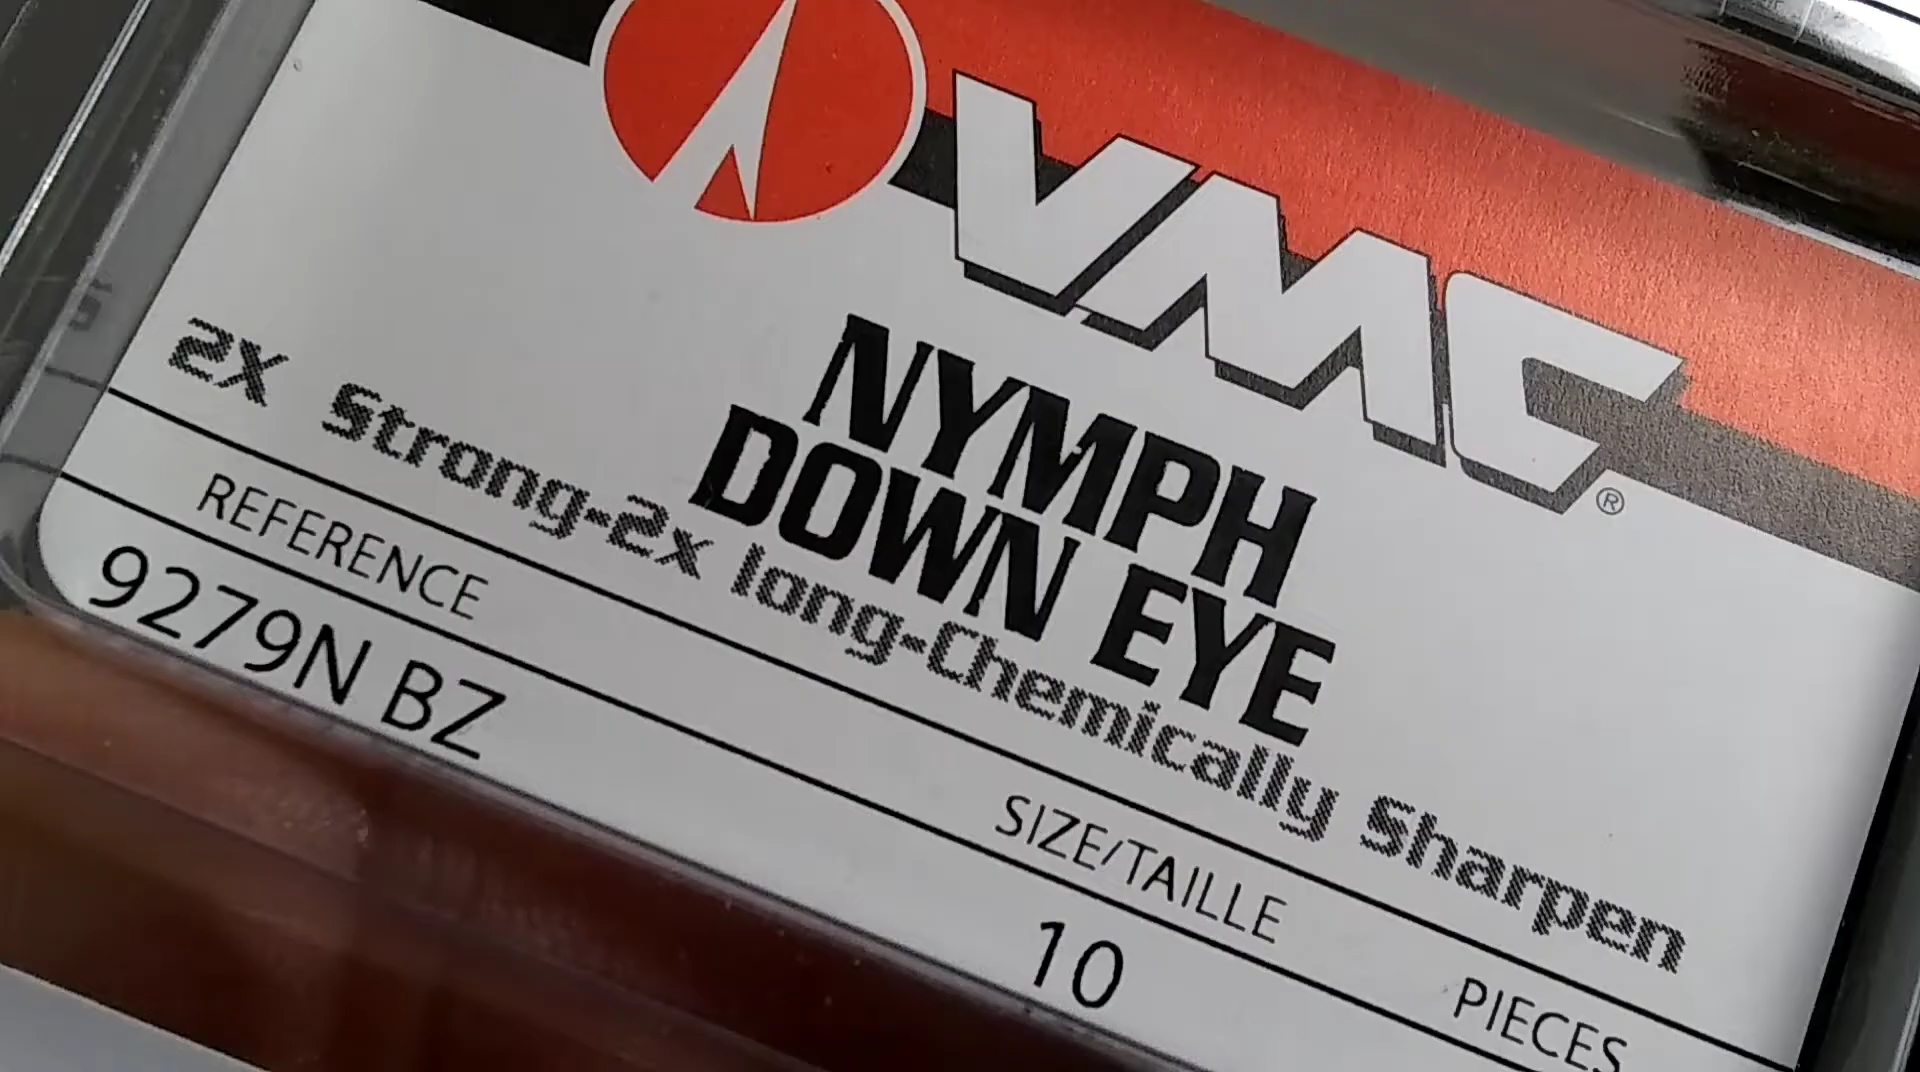 VMC®
NYMPH
DOWN EYE
2X Strong-2x long-Chemically Sharpen
REFERENCE SIZE/TAILLE PIECES
9279N BZ 10